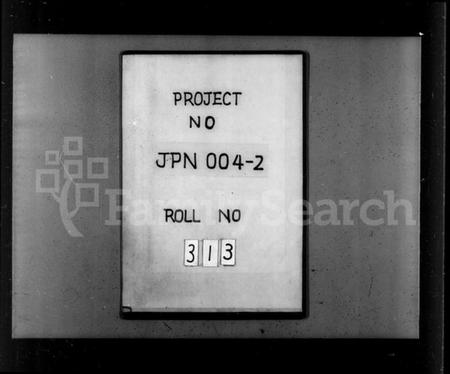 PROJECT
NO
JPN 004-2
FamilySearch
ROLL NO
313